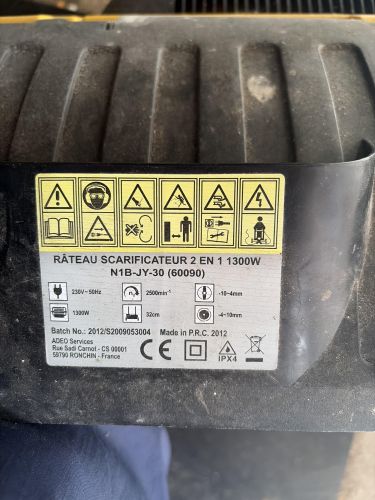 RÂTEAU SCARIFICATEUR 2 EN 1 1300W
N1B-JY-30 (60090)
230V~50Hz
2500min⁻¹
-10~4mm
1300W
32cm
-4~10mm
Batch No.: 2012/S2009053004
Made in P.R.C. 2012
ADEO Services
Rue Sadi Carnot - CS 00001
59790 RONCHIN - France
CE
IPX4